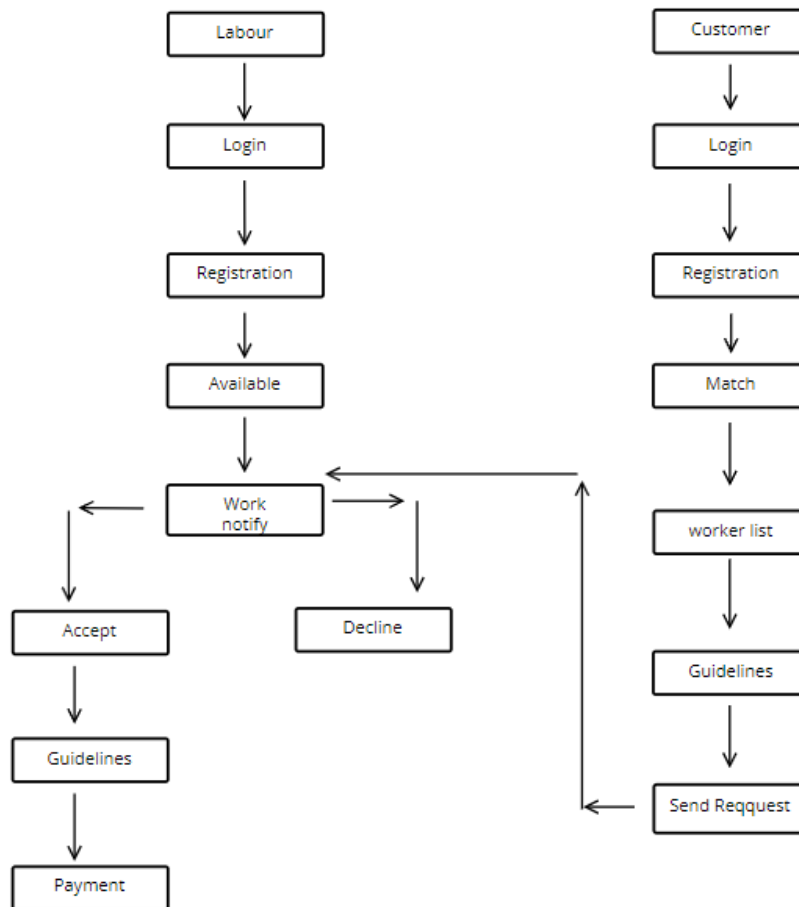 Labour
Customer
Login
Login
Registration
Registration
Available
Match
Work
notify
worker list
Accept
Decline
Guidelines
Guidelines
Send Reqquest
Payment